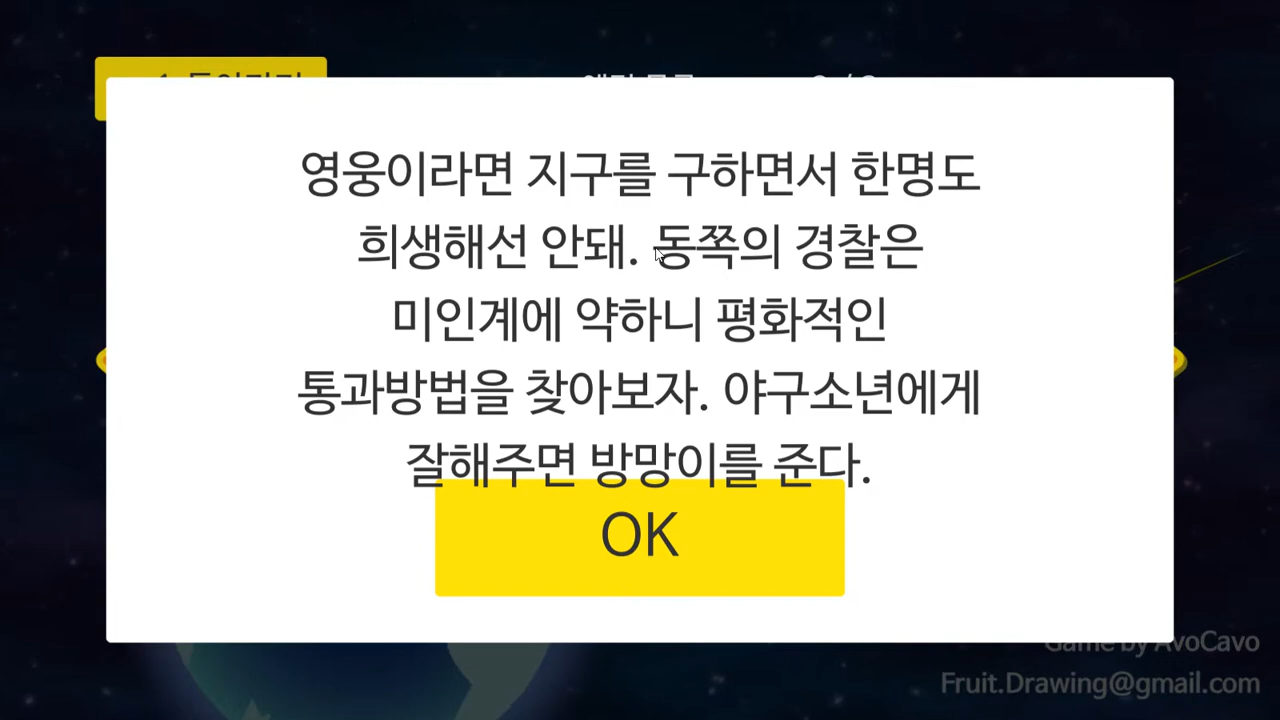 영웅이라면 지구를 구하면서 한명도
희생해선 안돼. 동쪽의 경찰은
미인계에 약하니 평화적인
통과방법을 찾아보자. 야구소년에게
잘해주면 방망이를 준다.
OK
Game by AvoCavo
Fruit.Drawing@gmail.com